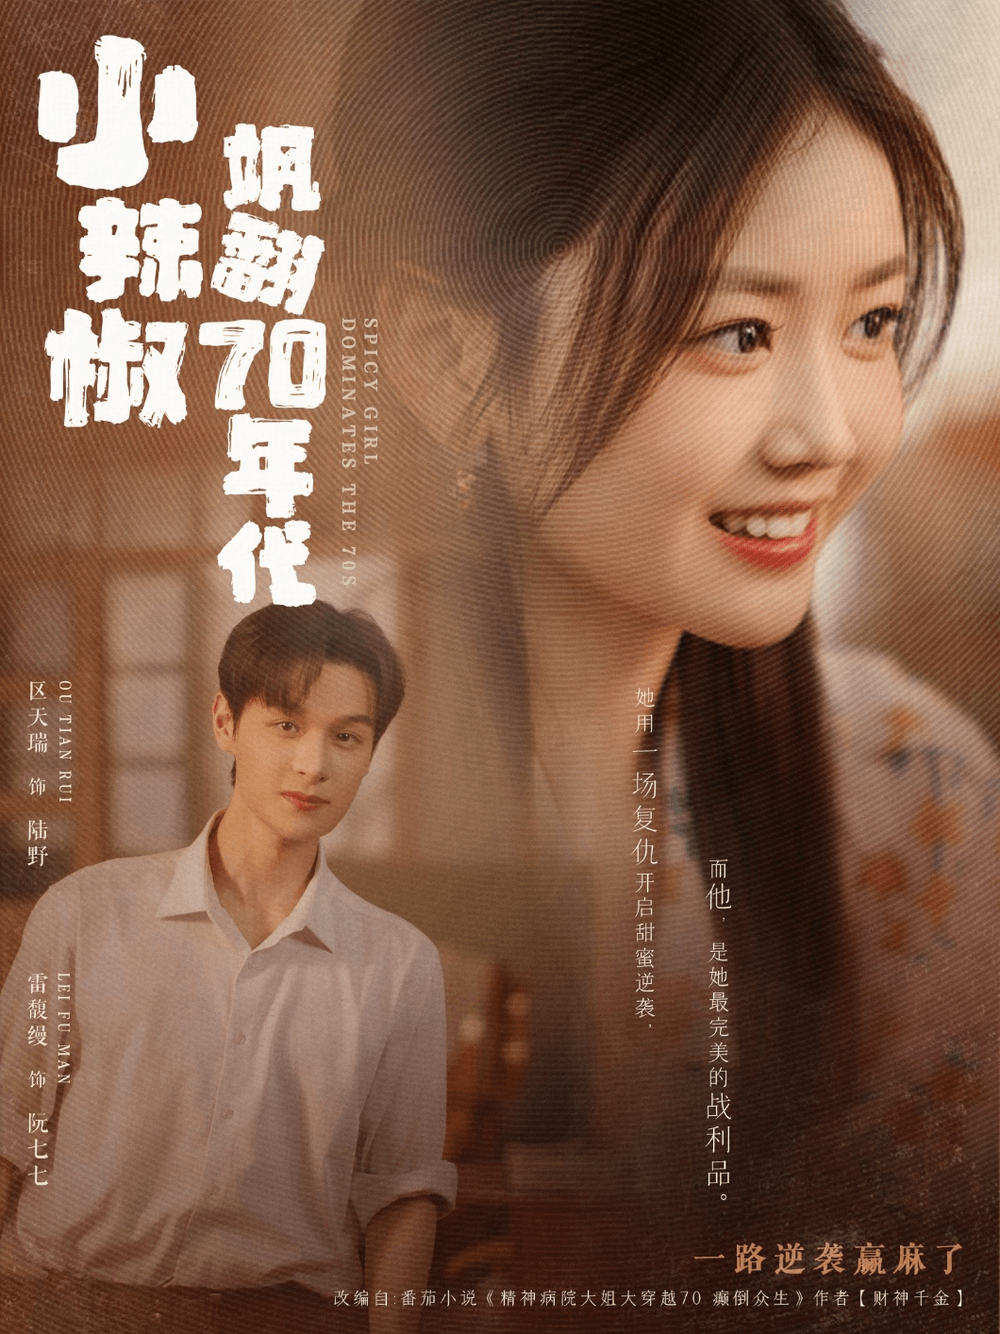 小辣椒
飒翻70年代
SPICY GIRL
DOMINATES THE 70S
区天瑞 饰 陆野
OU TIAN RUI
雷馥缦 饰 阮七七
LEI FU MAN
她用一场复仇开启甜蜜逆袭，
而他，是她最完美的战利品。
一路逆袭赢麻了
改编自:番茄小说《精神病院大姐大穿越70 癫倒众生》作者【财神千金】